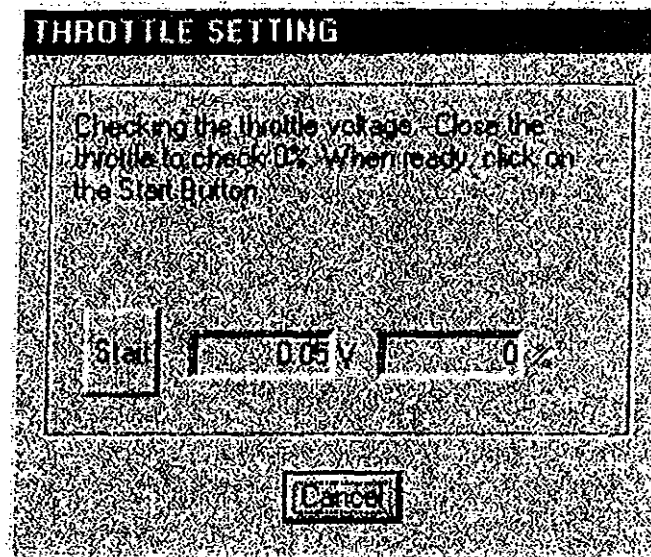 THROTTLE SETTING
Checking the throttle voltage - Close the
throttle to check 0%. When ready, click on
the Start Button.
Start 0.05 V 0 %
Cancel